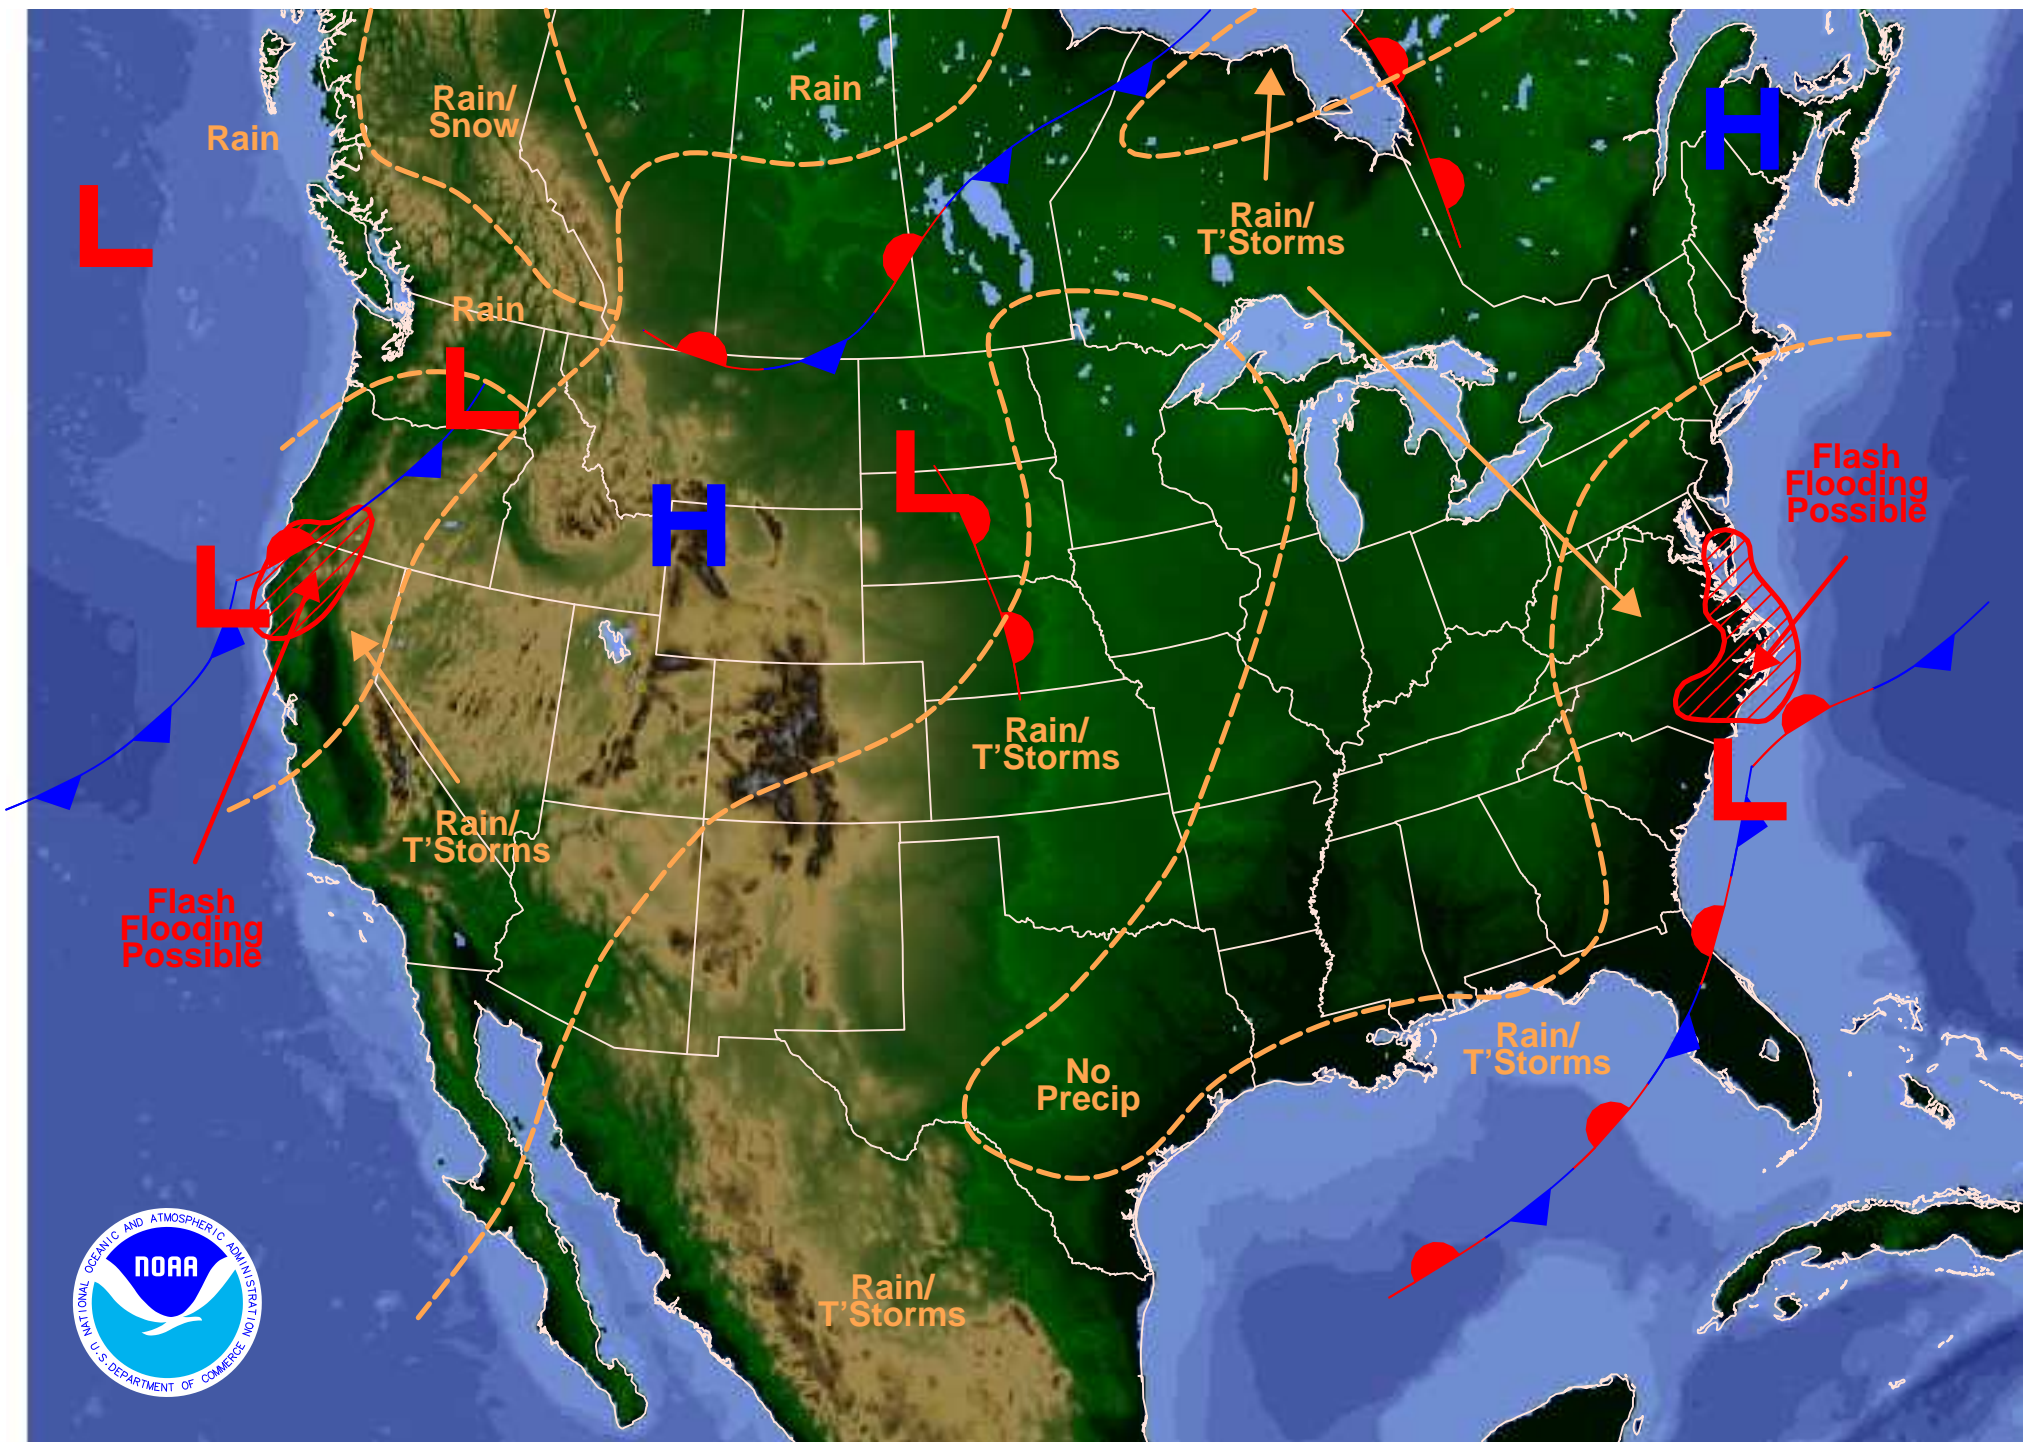 Rain/
Snow
Rain
Rain
H
L
Rain/
T'Storms
Rain
L
L
H
Flash
Flooding
Possible
L
Rain/
T'Storms
L
Rain/
T'Storms
Flash
Flooding
Possible
Rain/
T'Storms
No
Precip
Rain/
T'Storms
NATIONAL OCEANIC AND ATMOSPHERIC ADMINISTRATION
NOAA
U.S. DEPARTMENT OF COMMERCE